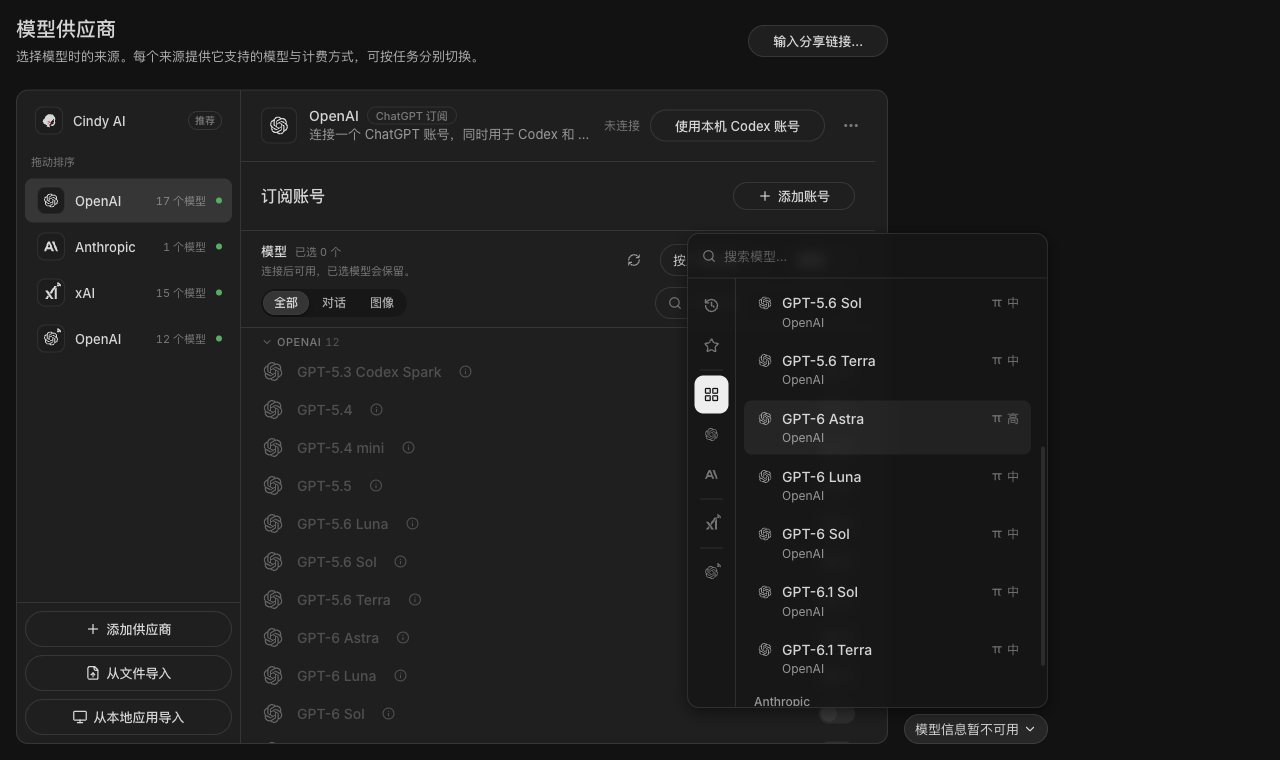 模型供应商
选择模型时的来源。每个来源提供它支持的模型与计费方式，可按任务分别切换。
输入分享链接...
Cindy AI
推荐
拖动排序
OpenAI
17 个模型
Anthropic
1 个模型
xAI
15 个模型
OpenAI
12 个模型
添加供应商
从文件导入
从本地应用导入
OpenAI
ChatGPT 订阅
连接一个 ChatGPT 账号，同时用于 Codex 和 ...
未连接
使用本机 Codex 账号
订阅账号
添加账号
模型
已选 0 个
连接后可用，已选模型会保留。
按
全部
对话
图像
OPENAI 12
GPT-5.3 Codex Spark
GPT-5.4
GPT-5.4 mini
GPT-5.5
GPT-5.6 Luna
GPT-5.6 Sol
GPT-5.6 Terra
GPT-6 Astra
GPT-6 Luna
GPT-6 Sol
搜索模型...
GPT-5.6 Sol
π 中
OpenAI
GPT-5.6 Terra
π 中
OpenAI
GPT-6 Astra
π 高
OpenAI
GPT-6 Luna
π 中
OpenAI
GPT-6 Sol
π 中
OpenAI
GPT-6.1 Sol
π 中
OpenAI
GPT-6.1 Terra
π 中
OpenAI
Anthropic
模型信息暂不可用